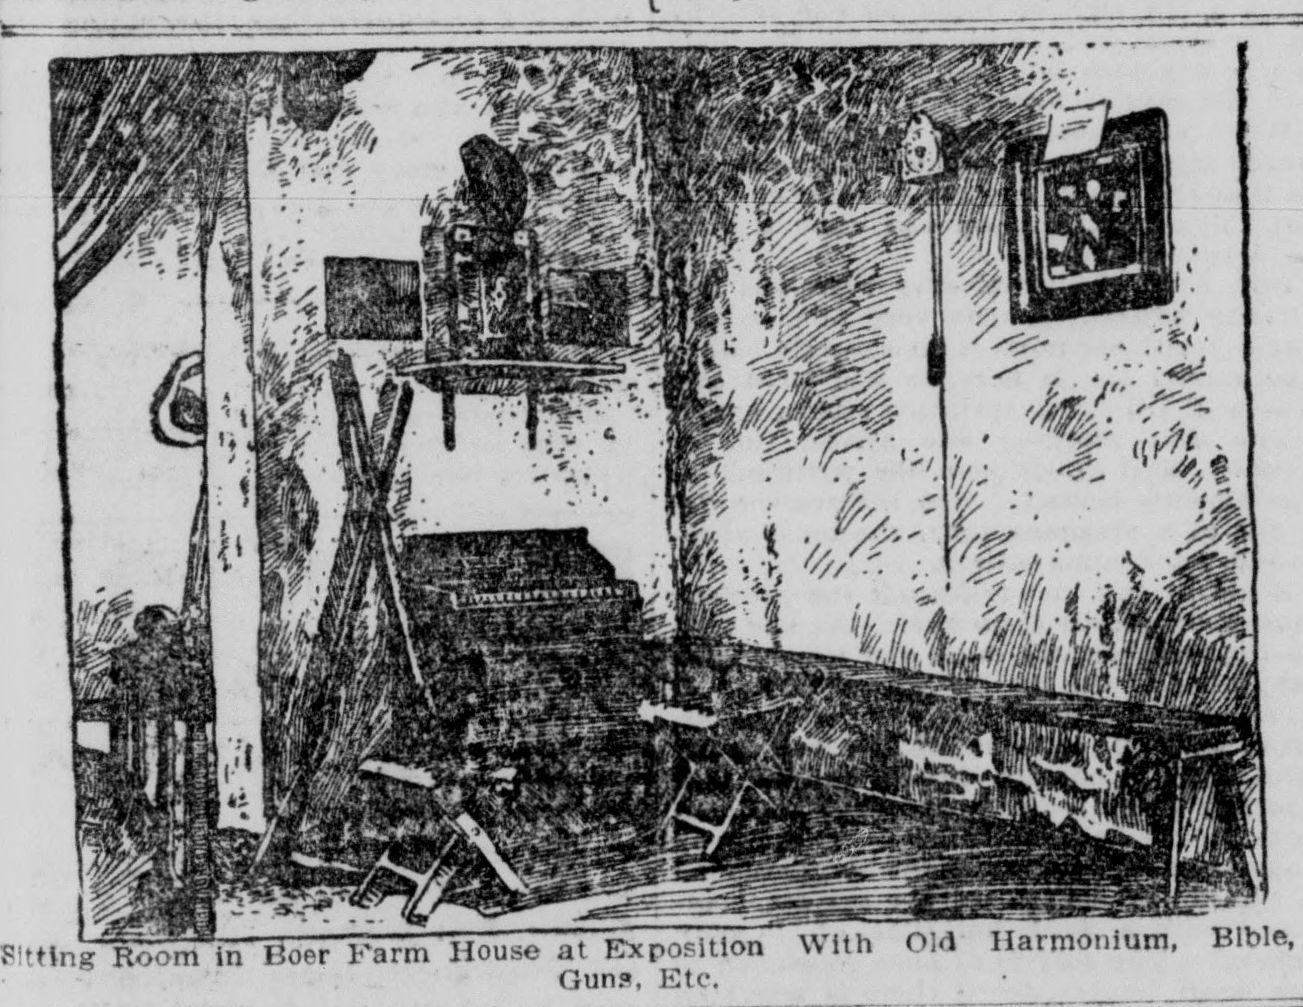 Sitting Room in Boer Farm House at Exposition With Old Harmonium, Bible,
Guns, Etc.